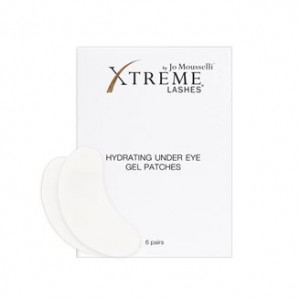 by Jo Mousselli®
XTREME
LASHES®
HYDRATING UNDER EYE
GEL PATCHES
6 pairs